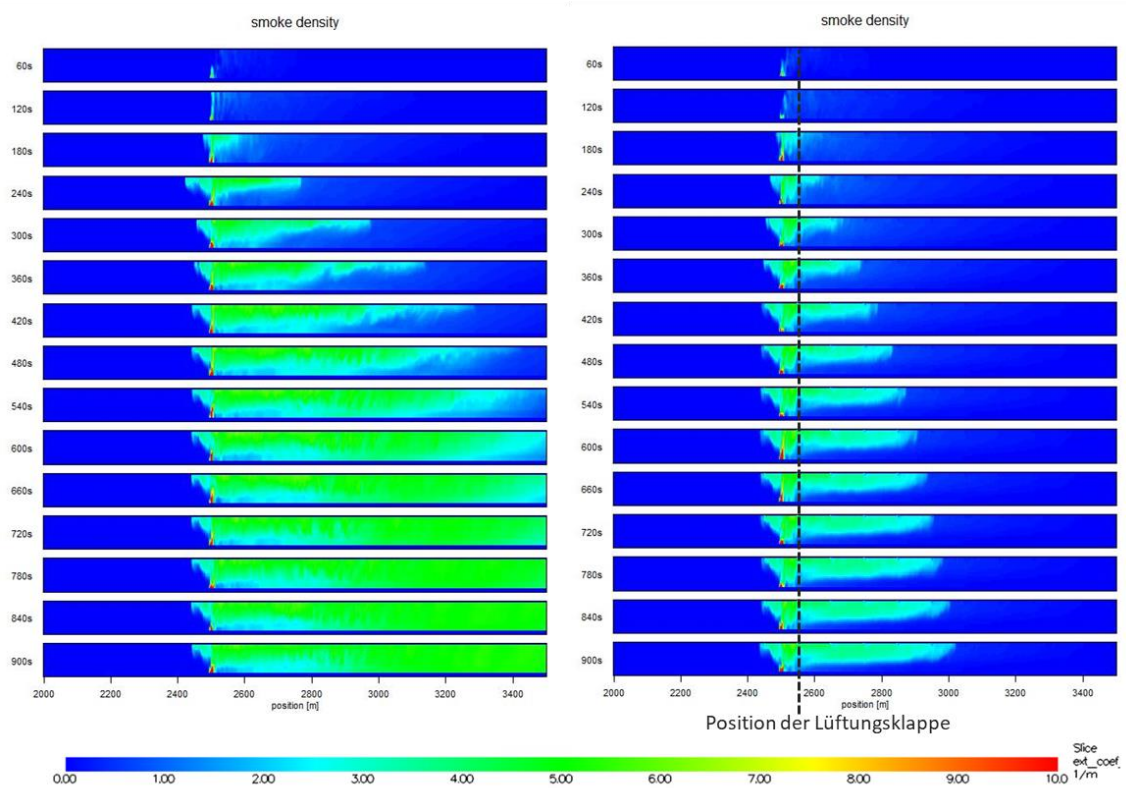 smoke density
60s
120s
180s
240s
300s
360s
420s
480s
540s
600s
660s
720s
780s
840s
900s
2000 2200 2400 2600 2800 3000 3200 3400
position [m]
smoke density
60s
120s
180s
240s
300s
360s
420s
480s
540s
600s
660s
720s
780s
840s
900s
2000 2200 2400 2600 2800 3000 3200 3400
position [m]
Position der Lüftungsklappe
0.00 1.00 2.00 3.00 4.00 5.00 6.00 7.00 8.00 9.00 10.0
Slice
ext_coef
1/m